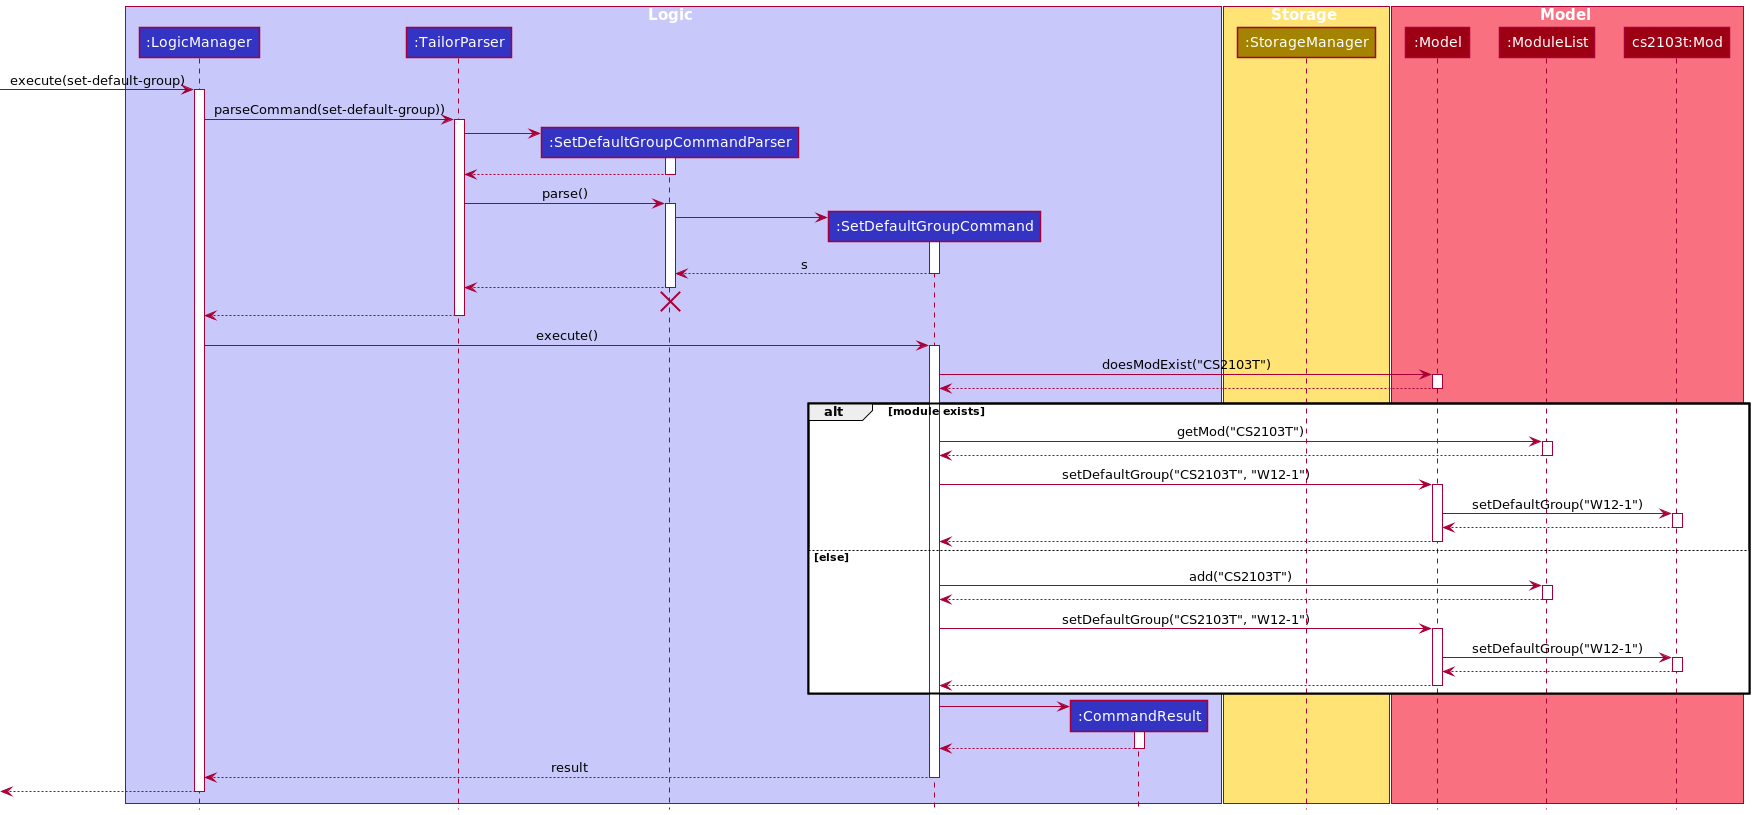 Logic
Storage
Model
:LogicManager
:TailorParser
:StorageManager
:Model
:ModuleList
cs2103t:Mod
execute(set-default-group)
parseCommand(set-default-group))
:SetDefaultGroupCommandParser
parse()
:SetDefaultGroupCommand
s
execute()
doesModExist("CS2103T")
alt
[module exists]
getMod("CS2103T")
setDefaultGroup("CS2103T", "W12-1")
setDefaultGroup("W12-1")
[else]
add("CS2103T")
setDefaultGroup("CS2103T", "W12-1")
setDefaultGroup("W12-1")
:CommandResult
result